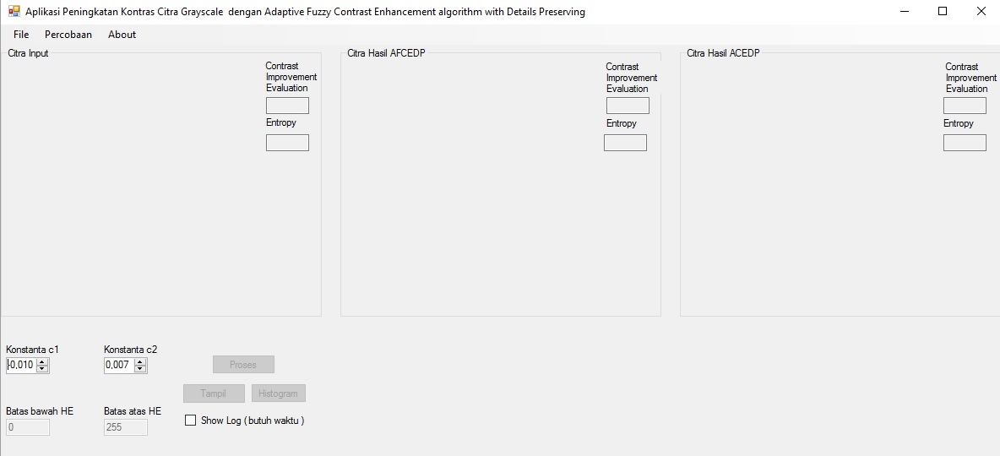 Aplikasi Peningkatan Kontras Citra Grayscale  dengan Adaptive Fuzzy Contrast Enhancement algorithm with Details Preserving
File Percobaan About
Citra Input
Contrast
Improvement
Evaluation
Entropy
Citra Hasil AFCEDP
Contrast
Improvement
Evaluation
Entropy
Citra Hasil ACEDP
Contrast
Improvement
Evaluation
Entropy
Konstanta c1 Konstanta c2
-0,010 0,007 Proses
Tampil Histogram
Batas bawah HE Batas atas HE
0 255 Show Log ( butuh waktu )